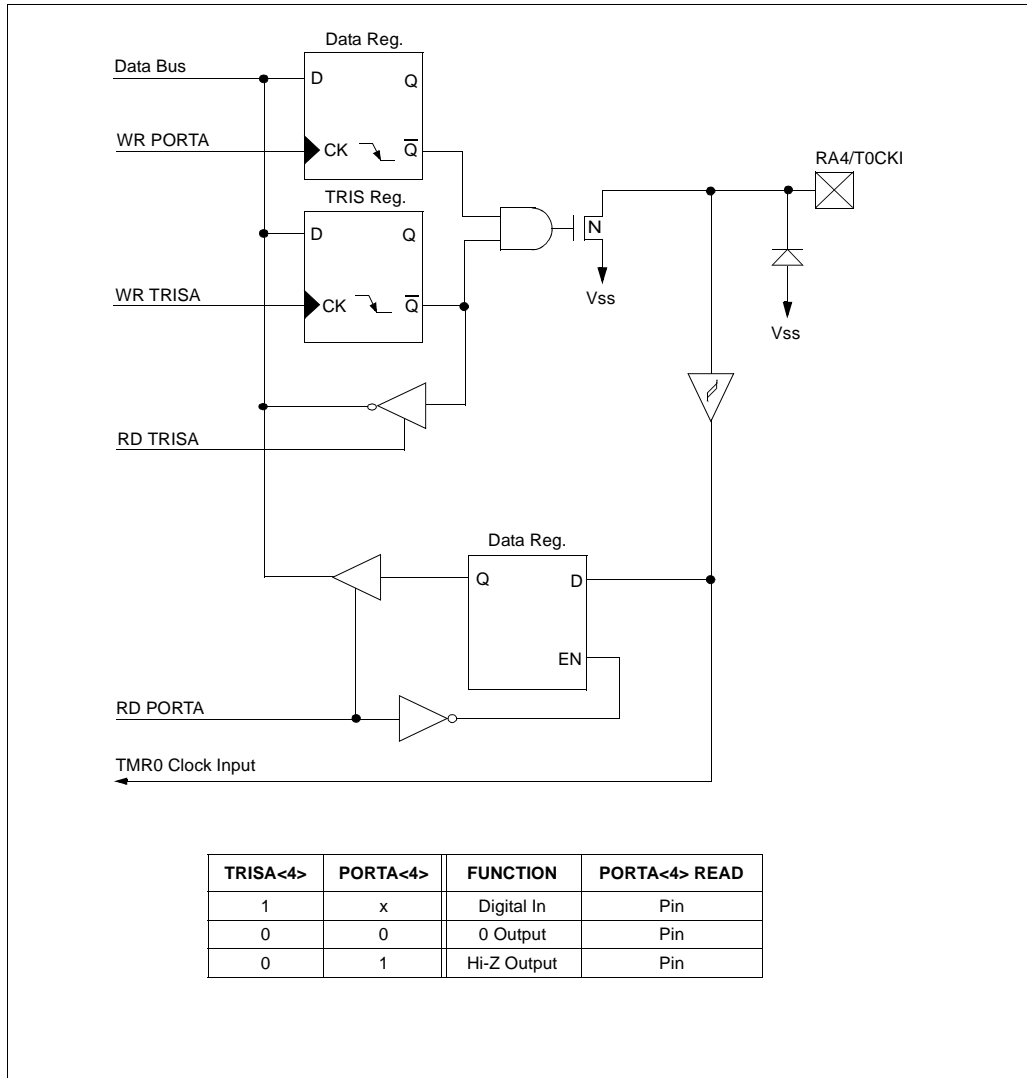 Data Reg.
Data Bus
D Q
WR PORTA
CK Q̅
RA4/T0CKI
TRIS Reg.
D Q
N
WR TRISA
CK Q̅
Vss
Vss
RD TRISA
Data Reg.
Q D
EN
RD PORTA
TMR0 Clock Input
TRISA<4> PORTA<4> FUNCTION PORTA<4> READ
1 x Digital In Pin
0 0 0 Output Pin
0 1 Hi-Z Output Pin